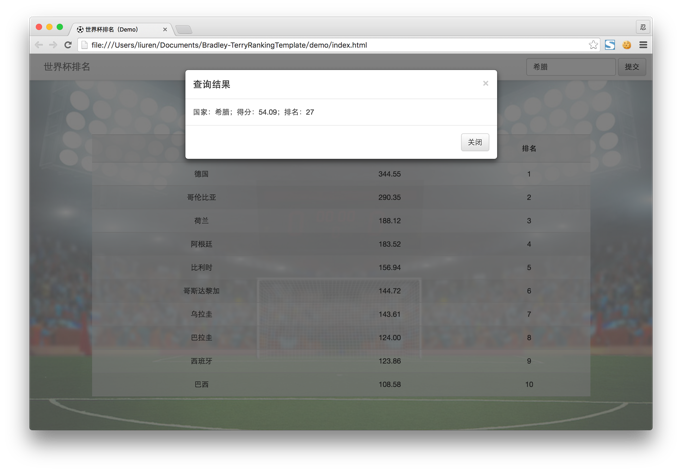 世界杯排名（Demo）
忍
file:///Users/liuren/Documents/Bradley-TerryRankingTemplate/demo/index.html
世界杯排名
希腊
提交
查询结果
×
国家：希腊；得分：54.09；排名：27
关闭
排名
德国 344.55 1
哥伦比亚 290.35 2
荷兰 188.12 3
阿根廷 183.52 4
比利时 156.94 5
哥斯达黎加 144.72 6
乌拉圭 143.61 7
巴拉圭 124.00 8
西班牙 123.86 9
巴西 108.58 10